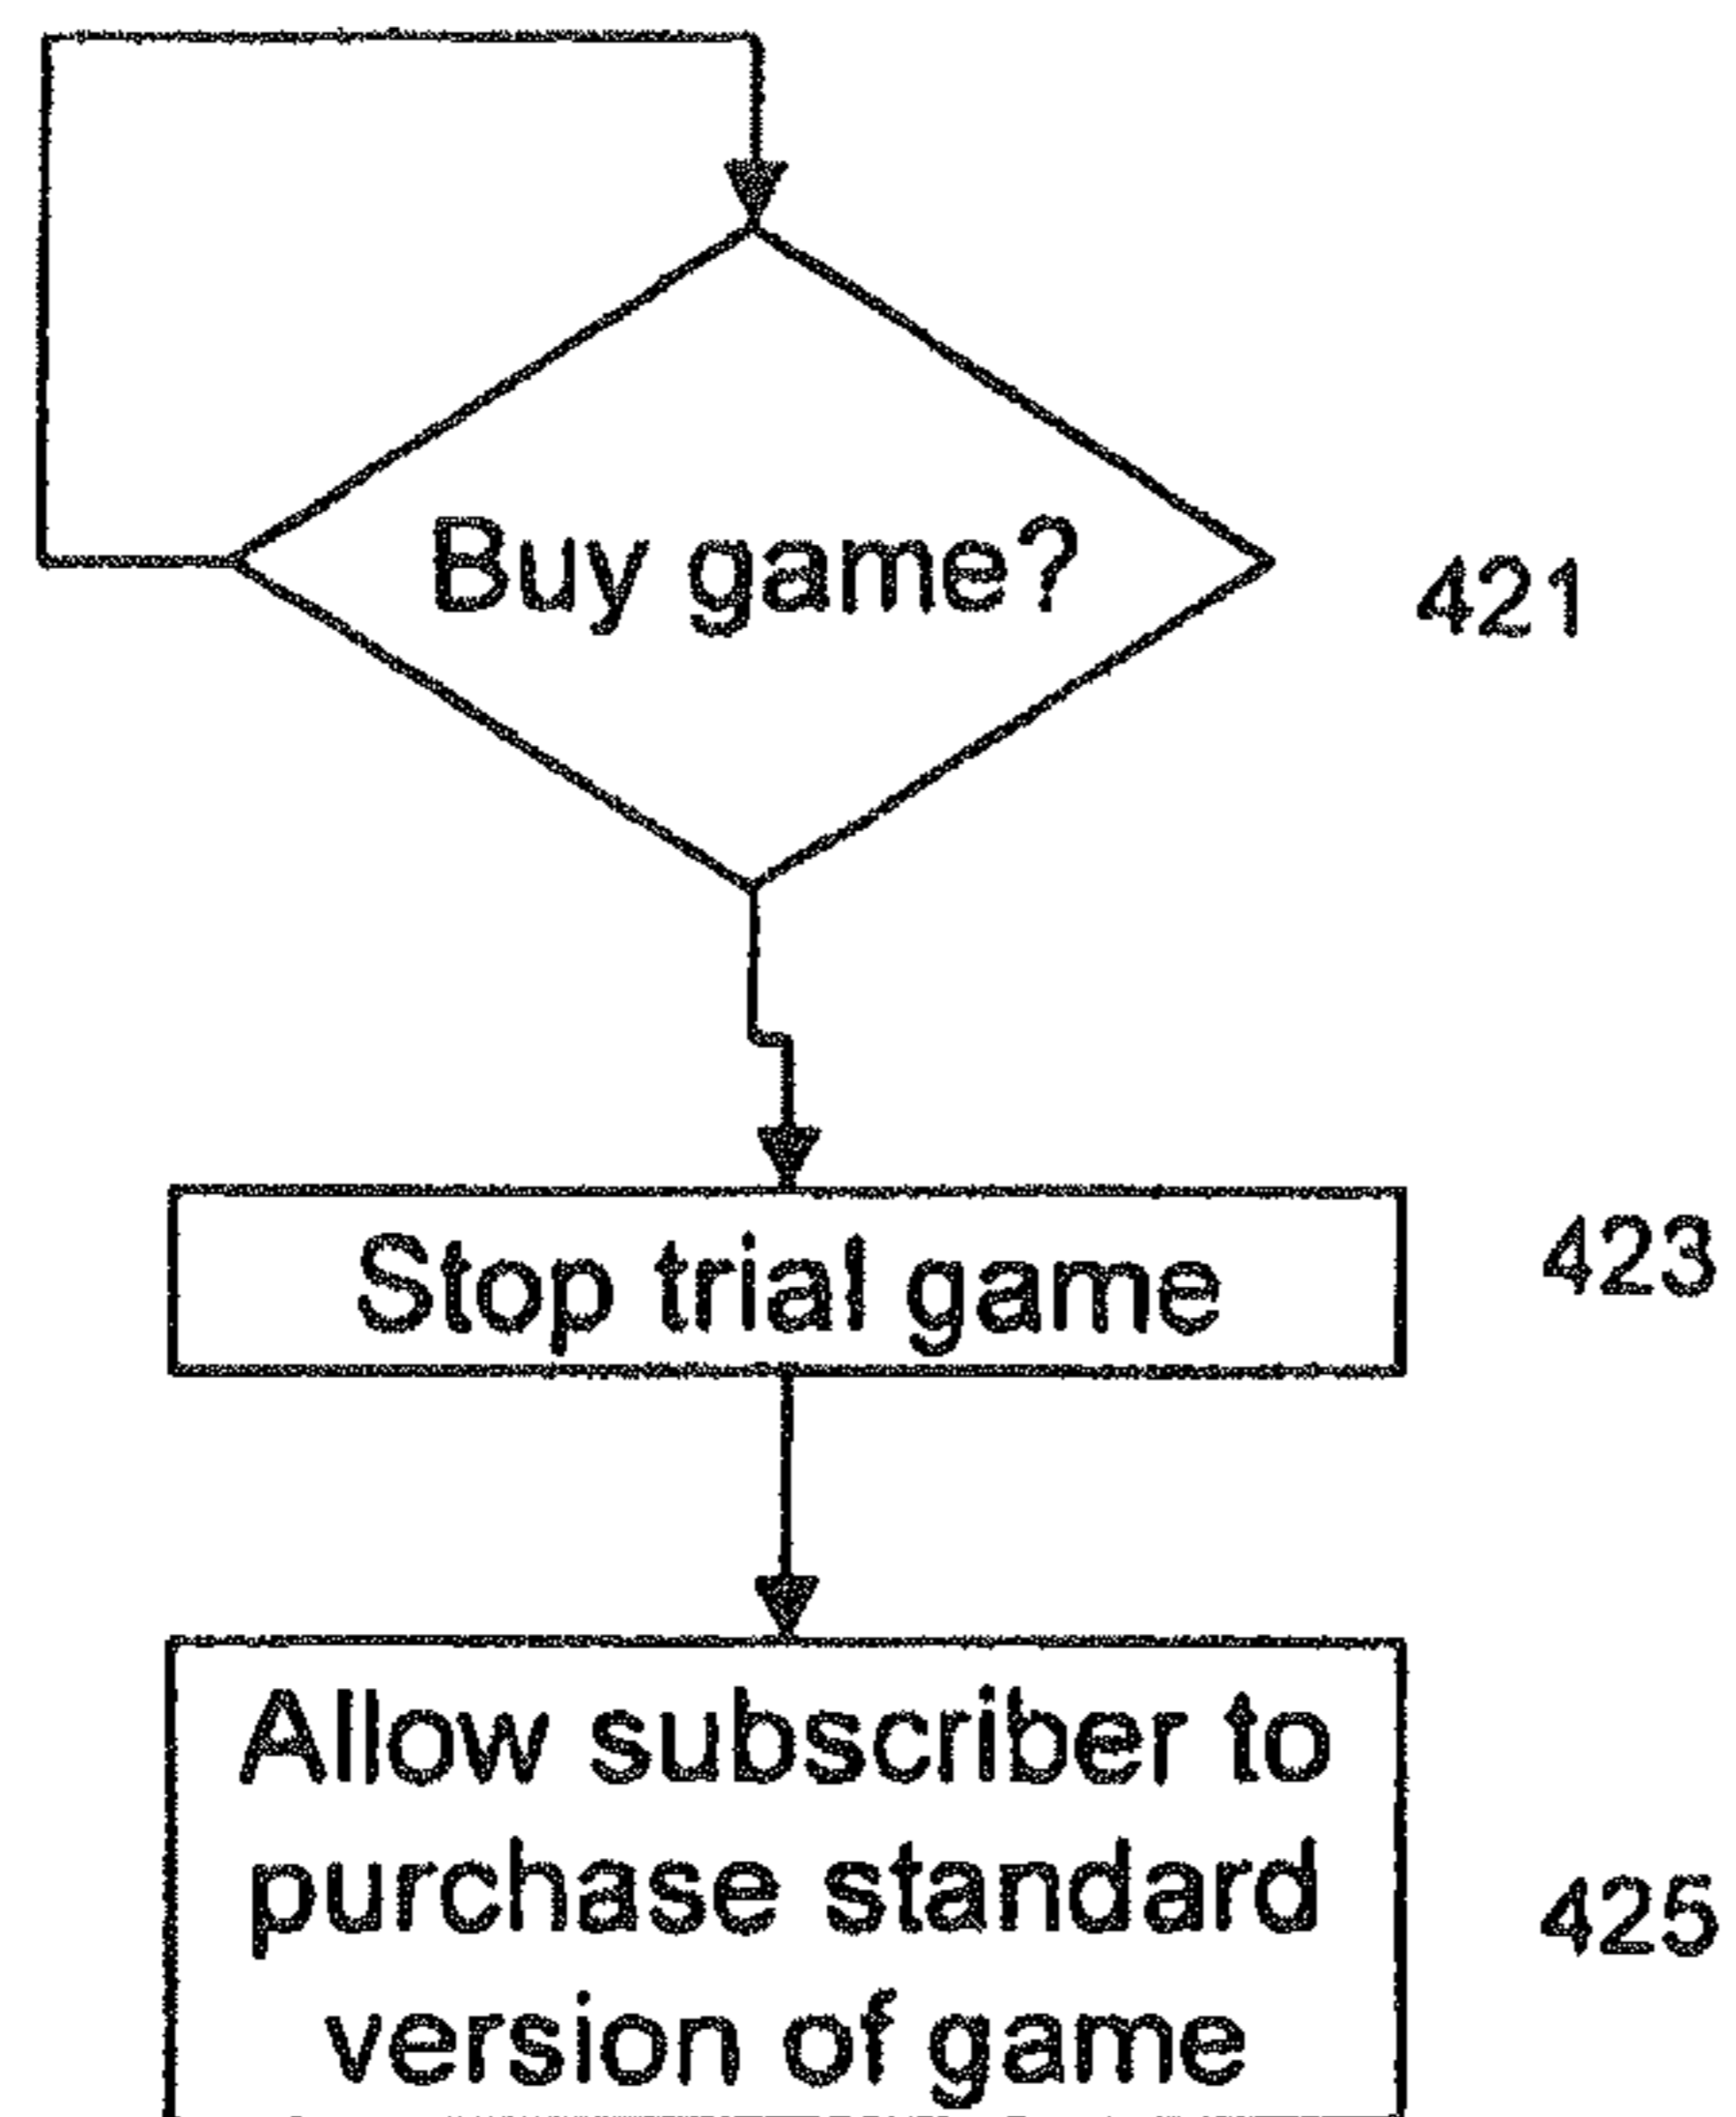 Buy game?
421
Stop trial game
423
Allow subscriber to
purchase standard
version of game
425